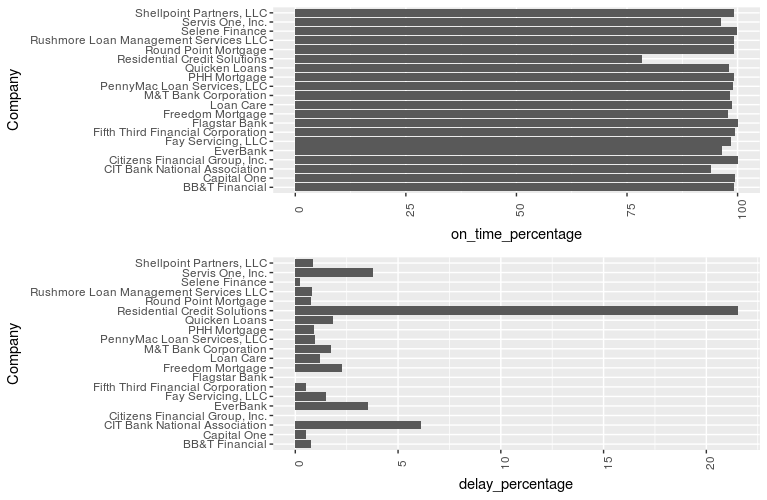 Company
Shellpoint Partners, LLC
Servis One, Inc.
Selene Finance
Rushmore Loan Management Services LLC
Round Point Mortgage
Residential Credit Solutions
Quicken Loans
PHH Mortgage
PennyMac Loan Services, LLC
M&T Bank Corporation
Loan Care
Freedom Mortgage
Flagstar Bank
Fifth Third Financial Corporation
Fay Servicing, LLC
EverBank
Citizens Financial Group, Inc.
CIT Bank National Association
Capital One
BB&T Financial
0 25 50 75 100
on_time_percentage
Company
Shellpoint Partners, LLC
Servis One, Inc.
Selene Finance
Rushmore Loan Management Services LLC
Round Point Mortgage
Residential Credit Solutions
Quicken Loans
PHH Mortgage
PennyMac Loan Services, LLC
M&T Bank Corporation
Loan Care
Freedom Mortgage
Flagstar Bank
Fifth Third Financial Corporation
Fay Servicing, LLC
EverBank
Citizens Financial Group, Inc.
CIT Bank National Association
Capital One
BB&T Financial
0 5 10 15 20
delay_percentage